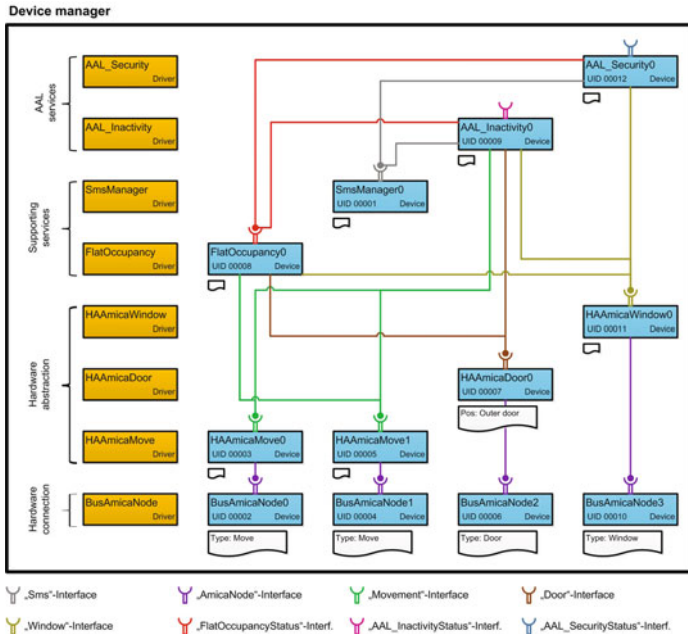 Device manager
AAL services
AAL_Security
Driver
AAL_Security0
UID 00012 Device
AAL_Inactivity
Driver
AAL_Inactivity0
UID 00009 Device
Supporting services
SmsManager
Driver
SmsManager0
UID 00001 Device
FlatOccupancy
Driver
FlatOccupancy0
UID 00008 Device
Hardware abstraction
HAAmicaWindow
Driver
HAAmicaWindow0
UID 00011 Device
HAAmicaDoor
Driver
HAAmicaDoor0
UID 00007 Device
Pos: Outer door
HAAmicaMove
Driver
HAAmicaMove0
UID 00003 Device
HAAmicaMove1
UID 00005 Device
Hardware connection
BusAmicaNode
Driver
BusAmicaNode0
UID 00002 Device
Type: Move
BusAmicaNode1
UID 00004 Device
Type: Move
BusAmicaNode2
UID 00006 Device
Type: Door
BusAmicaNode3
UID 00010 Device
Type: Window
„Sms“-Interface
„AmicaNode“-Interface
„Movement“-Interface
„Door“-Interface
„Window“-Interface
„FlatOccupancyStatus“-Interf.
„AAL_InactivityStatus“-Interf.
„AAL_SecurityStatus“-Interf.